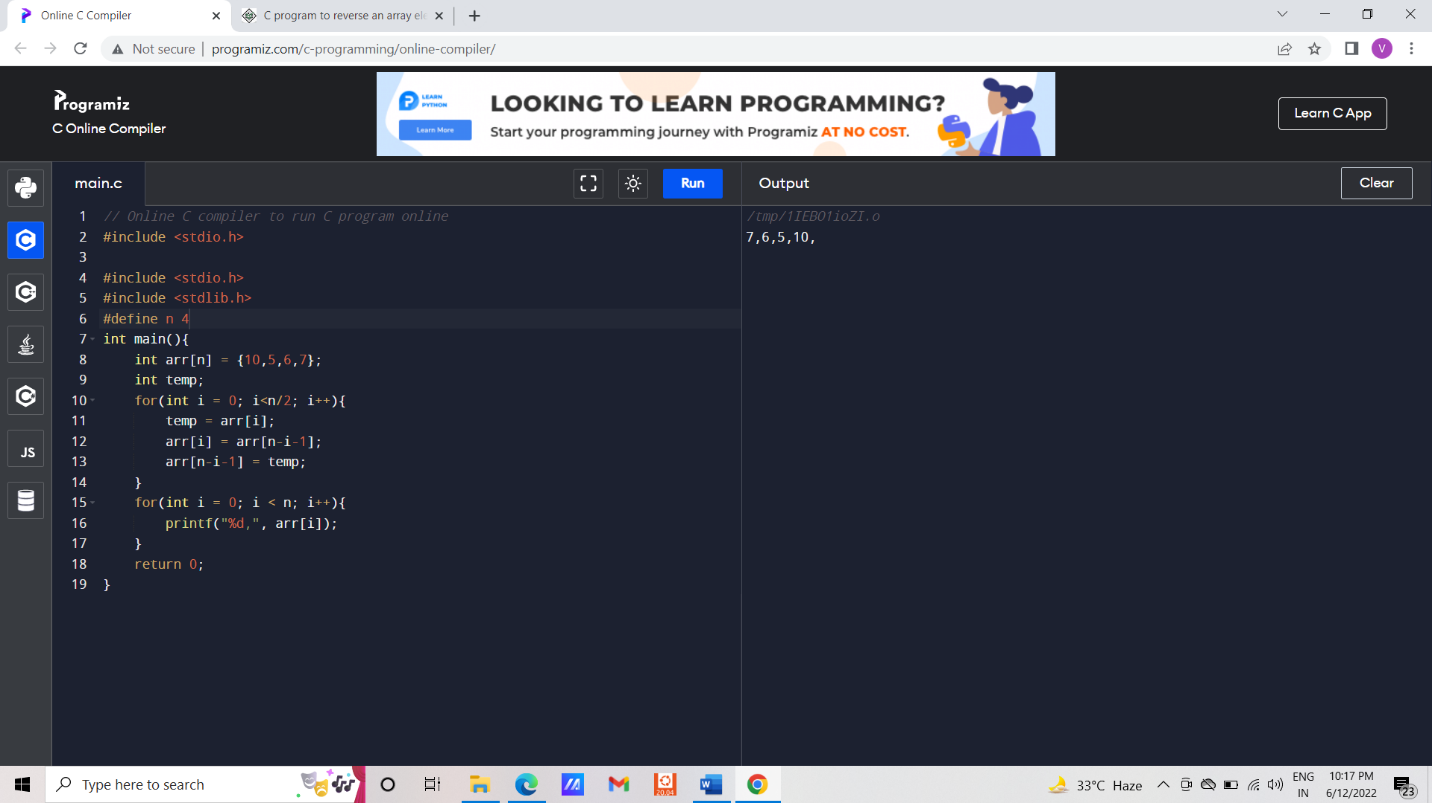 Online C Compiler
C program to reverse an array ele
Not secure
programiz.com/c-programming/online-compiler/
V
Programiz
C Online Compiler
LEARN
PYTHON
Learn More
LOOKING TO LEARN PROGRAMMING?
Start your programming journey with Programiz AT NO COST.
Learn C App
main.c
Run
Output
Clear
1 // Online C compiler to run C program online
2 #include <stdio.h>
3
4 #include <stdio.h>
5 #include <stdlib.h>
6 #define n 4
7 int main(){
8 int arr[n] = {10,5,6,7};
9 int temp;
10 for(int i = 0; i<n/2; i++){
11 temp = arr[i];
12 arr[i] = arr[n-i-1];
13 arr[n-i-1] = temp;
14 }
15 for(int i = 0; i < n; i++){
16 printf("%d,", arr[i]);
17 }
18 return 0;
19 }
/tmp/1IEBO1ioZI.o
7,6,5,10,
JS
Type here to search
20.04
W
33°C Haze
ENG
IN
10:17 PM
6/12/2022
23